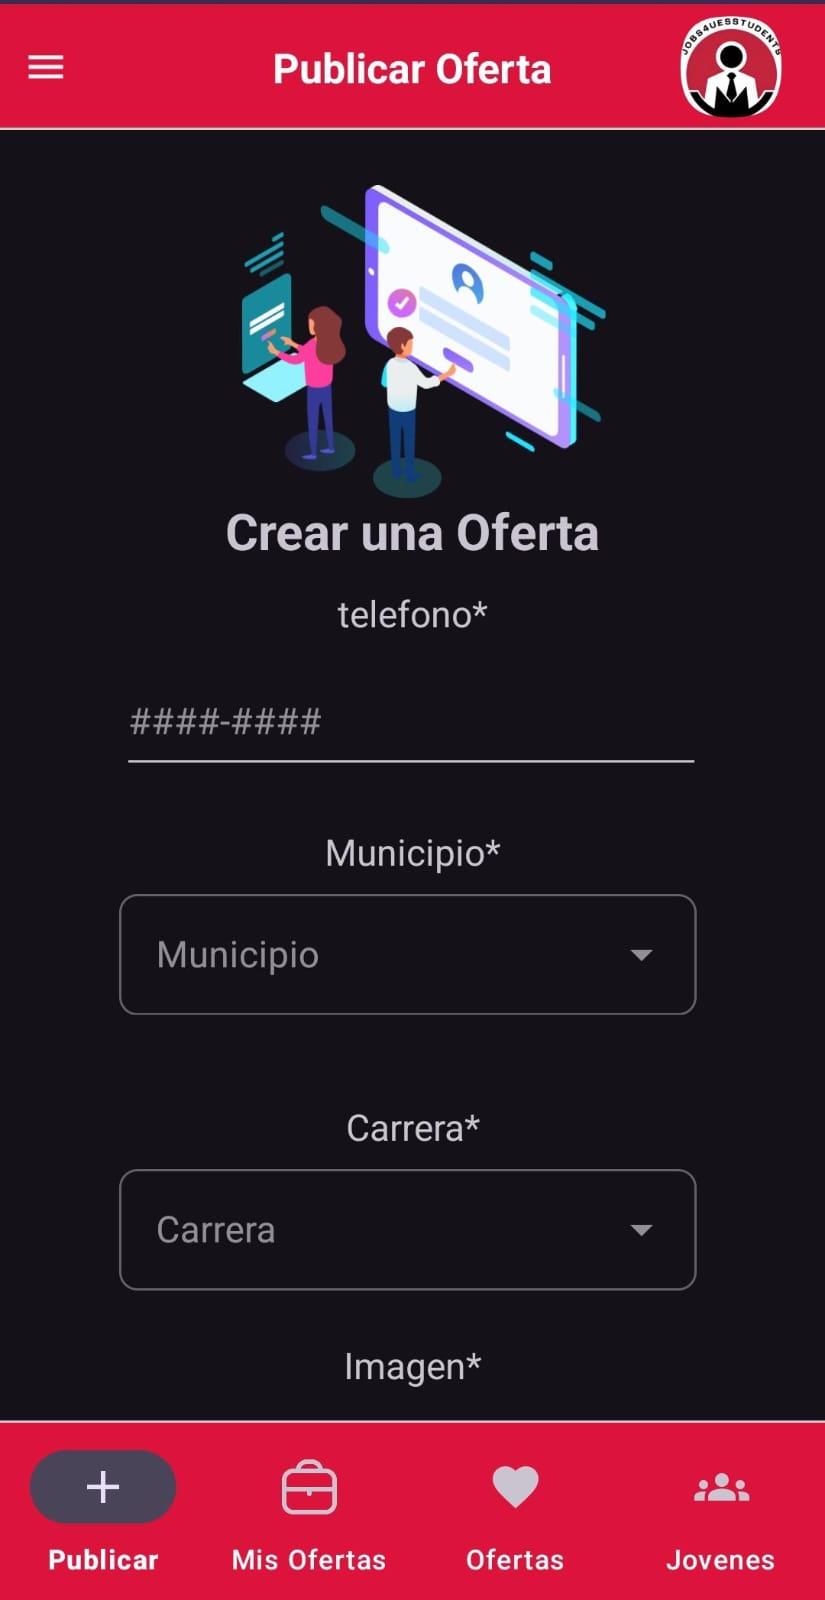 Publicar Oferta
JOBS4UESSTUDENTS
Crear una Oferta
telefono*
####-####
Municipio*
Municipio
Carrera*
Carrera
Imagen*
Publicar
Mis Ofertas
Ofertas
Jovenes